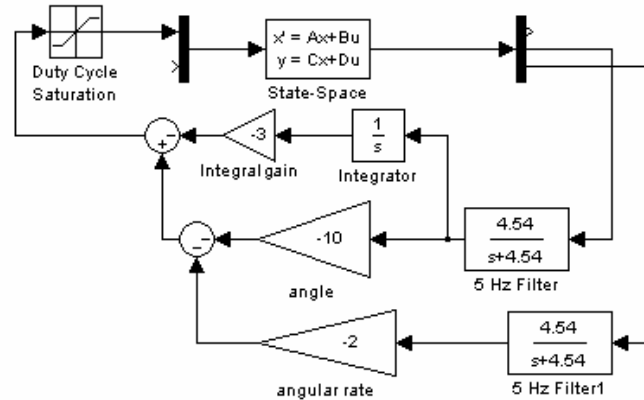 Duty Cycle
Saturation
x' = Ax+Bu
y = Cx+Du
State-Space
+
-3
Integral gain
1
s
Integrator
−
-10
angle
4.54
s+4.54
5 Hz Filter
-2
angular rate
4.54
s+4.54
5 Hz Filter1